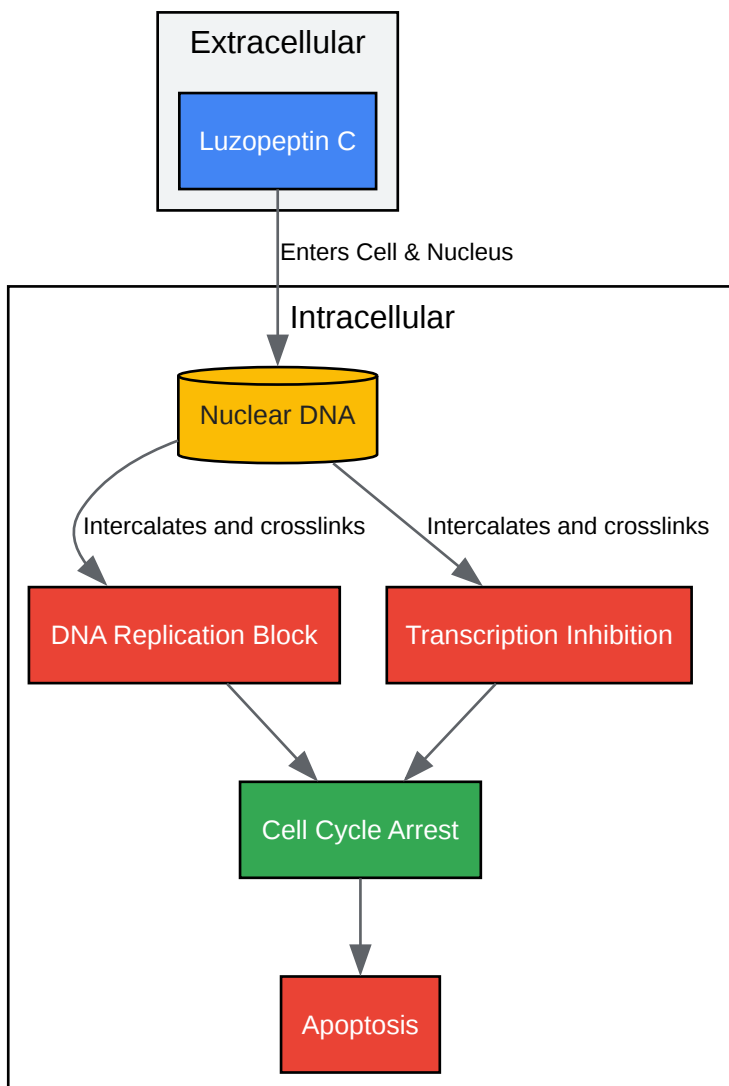 Extracellular
Luzopeptin C
Enters Cell & Nucleus
Intracellular
Nuclear DNA
Intercalates and crosslinks
Intercalates and crosslinks
DNA Replication Block
Transcription Inhibition
Cell Cycle Arrest
Apoptosis